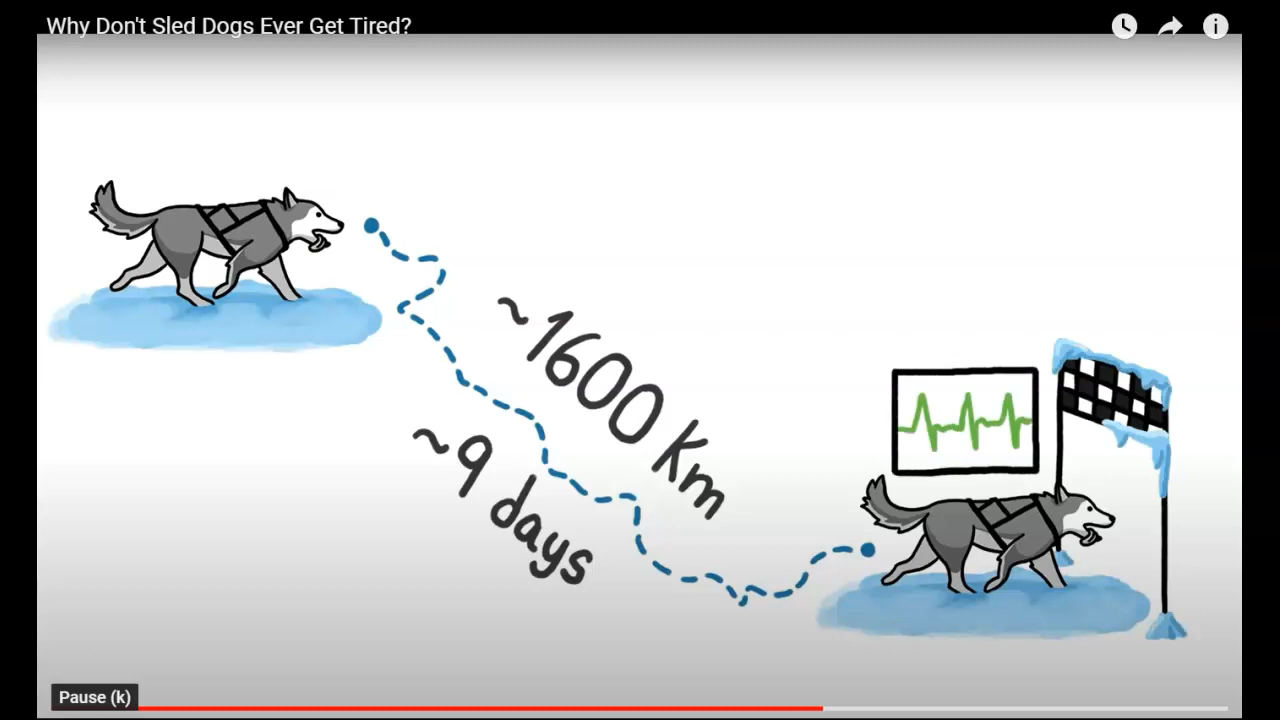 Why Don't Sled Dogs Ever Get Tired?
~1600 Km
~9 days
Pause (k)